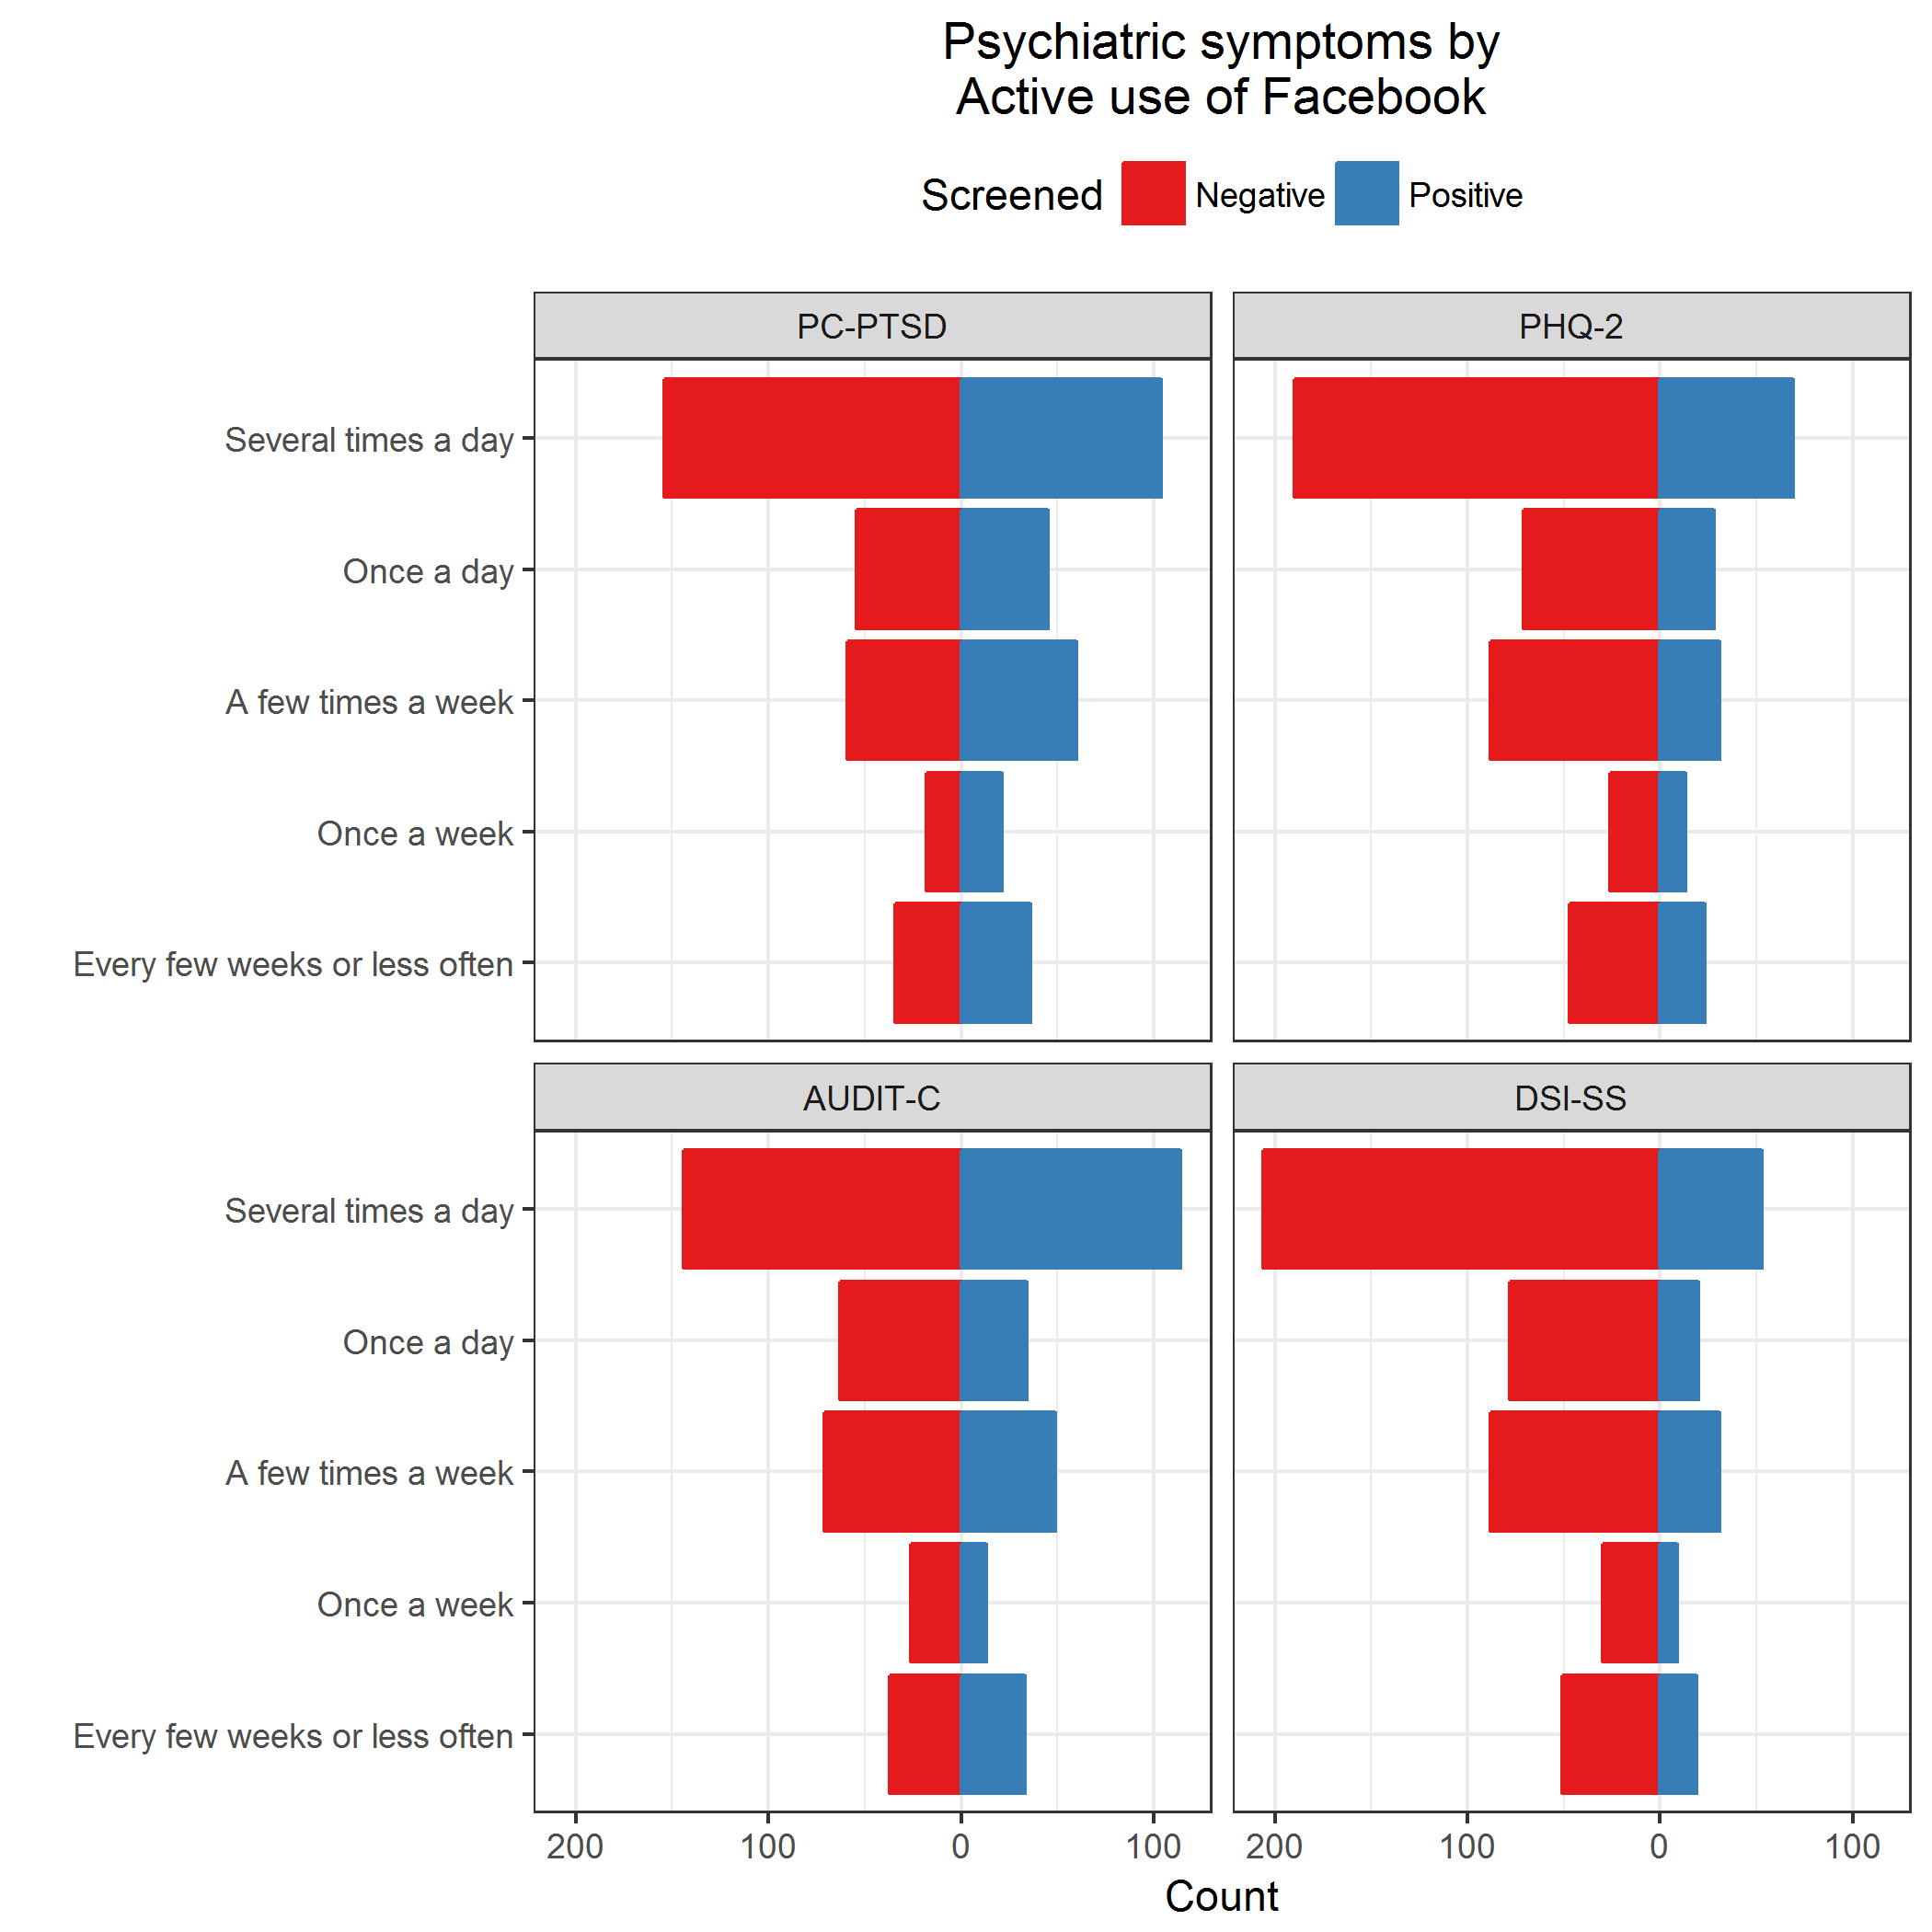 Psychiatric symptoms by
Active use of Facebook
Screened Negative Positive
PC-PTSD PHQ-2
Several times a day
Once a day
A few times a week
Once a week
Every few weeks or less often
AUDIT-C DSI-SS
Several times a day
Once a day
A few times a week
Once a week
Every few weeks or less often
200 100 0 100 200 100 0 100
Count